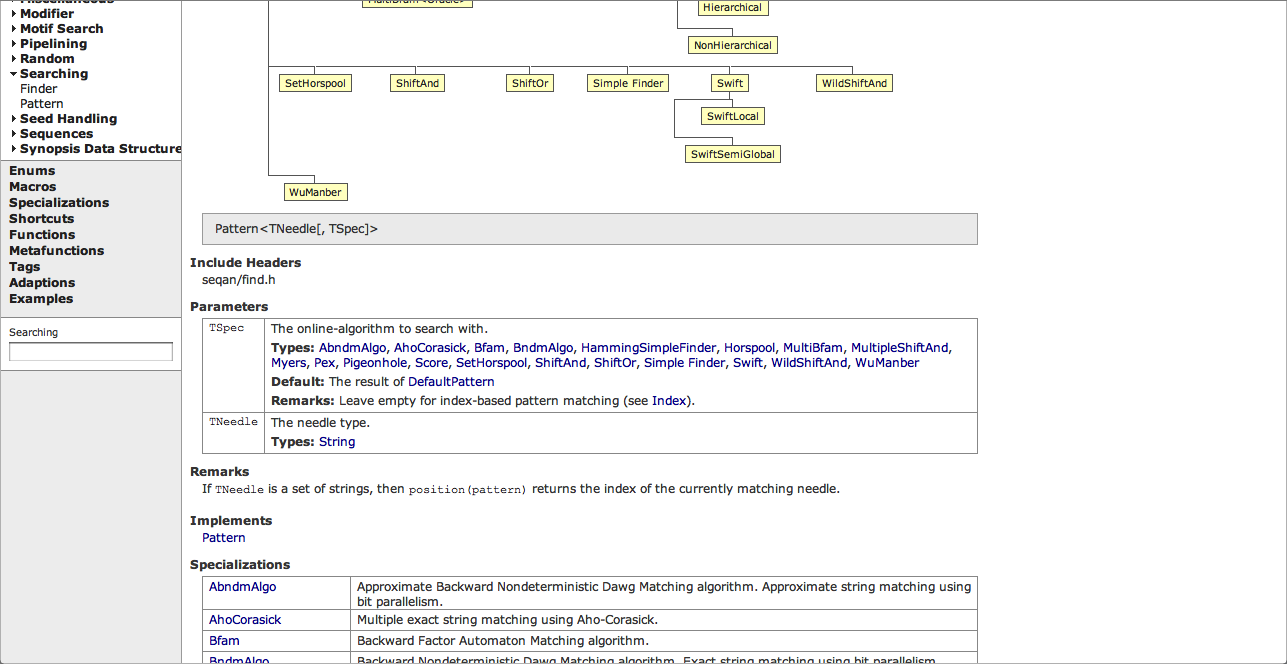 Miscellaneous
Modifier
Motif Search
Pipelining
Random
Searching
Finder
Pattern
Seed Handling
Sequences
Synopsis Data Structure
Enums
Macros
Specializations
Shortcuts
Functions
Metafunctions
Tags
Adaptions
Examples
Searching
MultiBfam<Oracle>
Hierarchical
NonHierarchical
SetHorspool
ShiftAnd
ShiftOr
Simple Finder
Swift
WildShiftAnd
SwiftLocal
SwiftSemiGlobal
WuManber
Pattern<TNeedle[, TSpec]>
Include Headers
seqan/find.h
Parameters
TSpec
The online-algorithm to search with.
Types: AbndmAlgo, AhoCorasick, Bfam, BndmAlgo, HammingSimpleFinder, Horspool, MultiBfam, MultipleShiftAnd,
Myers, Pex, Pigeonhole, Score, SetHorspool, ShiftAnd, ShiftOr, Simple Finder, Swift, WildShiftAnd, WuManber
Default: The result of DefaultPattern
Remarks: Leave empty for index-based pattern matching (see Index).
TNeedle
The needle type.
Types: String
Remarks
If TNeedle is a set of strings, then position(pattern) returns the index of the currently matching needle.
Implements
Pattern
Specializations
AbndmAlgo
Approximate Backward Nondeterministic Dawg Matching algorithm. Approximate string matching using
bit parallelism.
AhoCorasick
Multiple exact string matching using Aho-Corasick.
Bfam
Backward Factor Automaton Matching algorithm.
BndmAlgo
Backward Nondeterministic Dawg Matching algorithm. Exact string matching using bit parallelism.